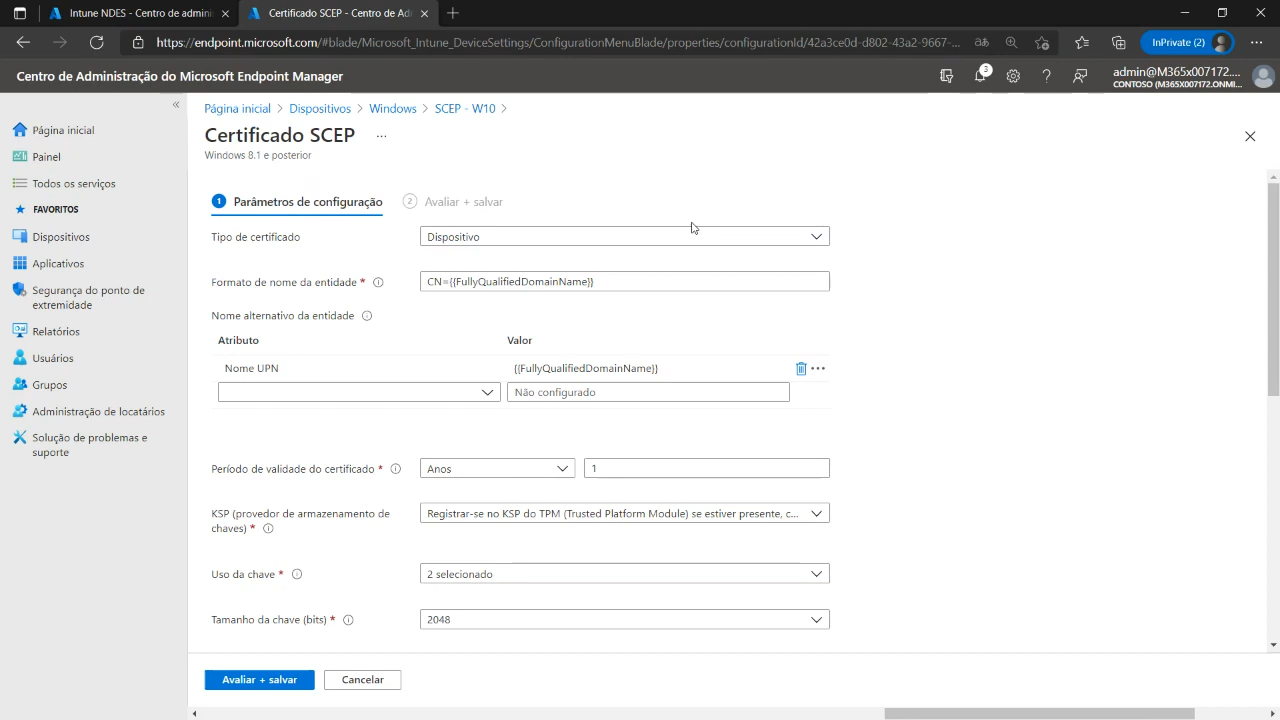 Intune NDES - Centro de adminis
Certificado SCEP - Centro de Ad
https://endpoint.microsoft.com/#blade/Microsoft_Intune_DeviceSettings/ConfigurationMenuBlade/properties/configurationId/42a3ce0d-d802-43a2-9667-...
InPrivate (2)
Centro de Administração do Microsoft Endpoint Manager
3
admin@M365x007172....
CONTOSO (M365X007172.ONMI...
Página inicial
Painel
Todos os serviços
FAVORITOS
Dispositivos
Aplicativos
Segurança do ponto de
extremidade
Relatórios
Usuários
Grupos
Administração de locatários
Solução de problemas e
suporte
Página inicial > Dispositivos > Windows > SCEP - W10 >
Certificado SCEP ...
Windows 8.1 e posterior
1 Parâmetros de configuração 2 Avaliar + salvar
Tipo de certificado Dispositivo
Formato de nome da entidade * CN={{FullyQualifiedDomainName}}
Nome alternativo da entidade
Atributo Valor
Nome UPN {{FullyQualifiedDomainName}}
Não configurado
Período de validade do certificado * Anos 1
KSP (provedor de armazenamento de
chaves) *
Registrar-se no KSP do TPM (Trusted Platform Module) se estiver presente, c...
Uso da chave * 2 selecionado
Tamanho da chave (bits) * 2048
Avaliar + salvar Cancelar